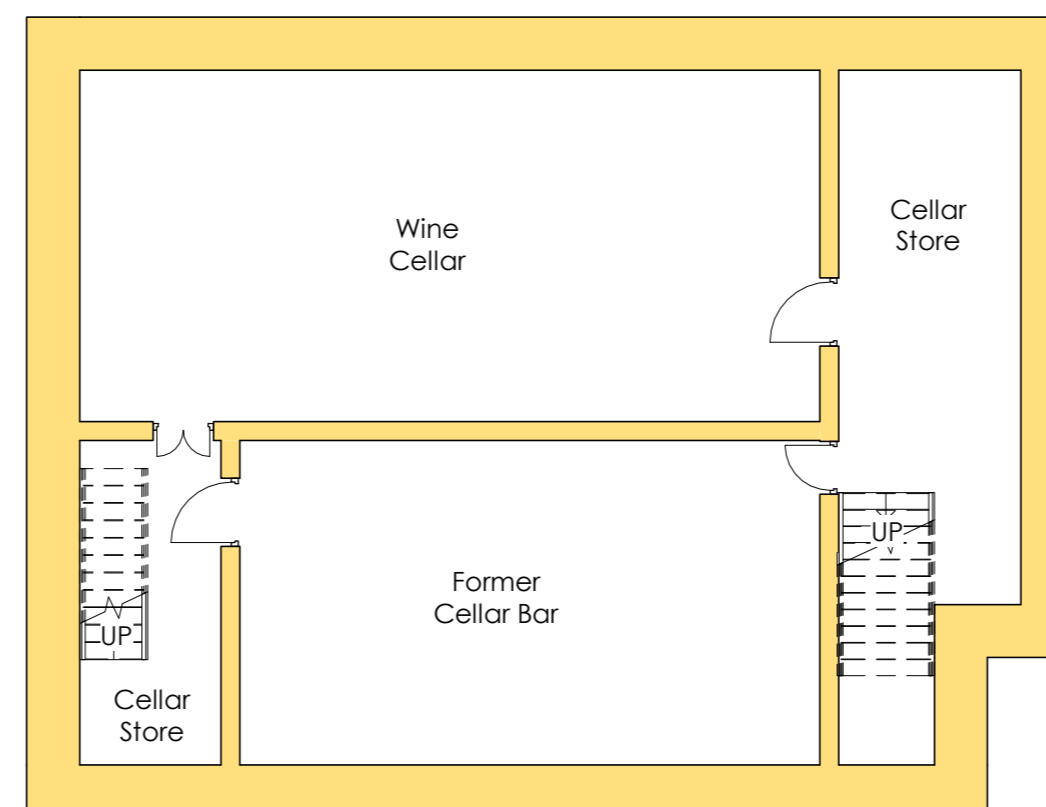 Wine
Cellar
Cellar
Store
UP
Former
Cellar Bar
UP
Cellar
Store